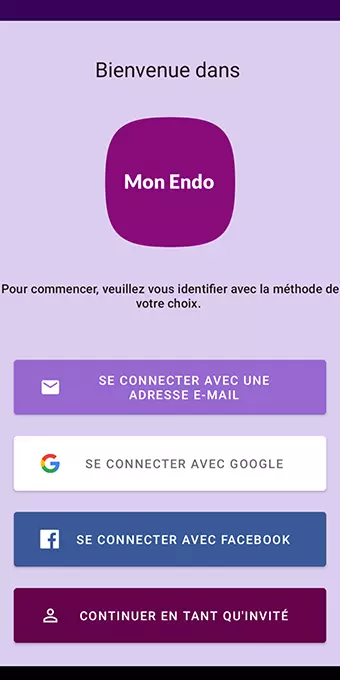 Bienvenue dans
Mon Endo
Pour commencer, veuillez vous identifier avec la méthode de
votre choix.
SE CONNECTER AVEC UNE
ADRESSE E-MAIL
SE CONNECTER AVEC GOOGLE
SE CONNECTER AVEC FACEBOOK
CONTINUER EN TANT QU'INVITÉ